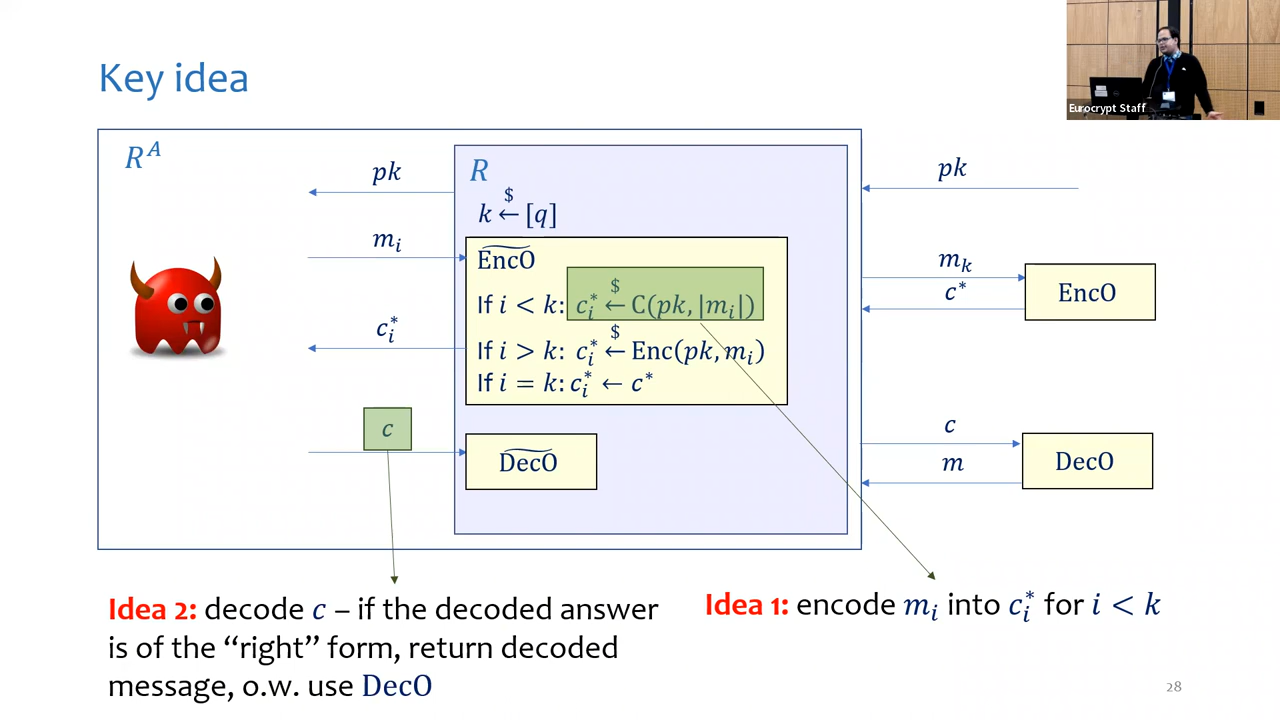 Key idea
Eurocrypt Staff
R^A
pk
R
pk
k ←$ [q]
m_i
EncO
m_k
c*
EncO
If i < k: c_i* ←$ C(pk, |m_i|)
c_i*
If i > k: c_i* ←$ Enc(pk, m_i)
If i = k: c_i* ← c*
c
DecO
c
m
DecO
Idea 2: decode c – if the decoded answer
is of the “right” form, return decoded
message, o.w. use DecO
Idea 1: encode m_i into c_i* for i < k
28